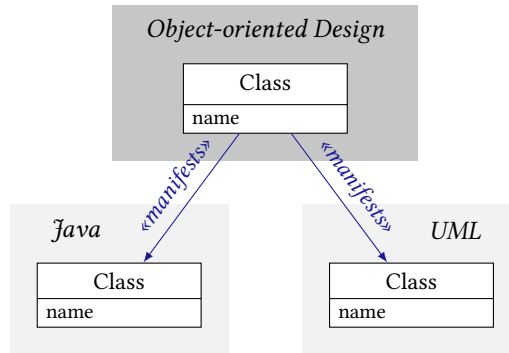 Object-oriented Design
Class
name
«manifests»
«manifests»
Java
UML
Class
name
Class
name